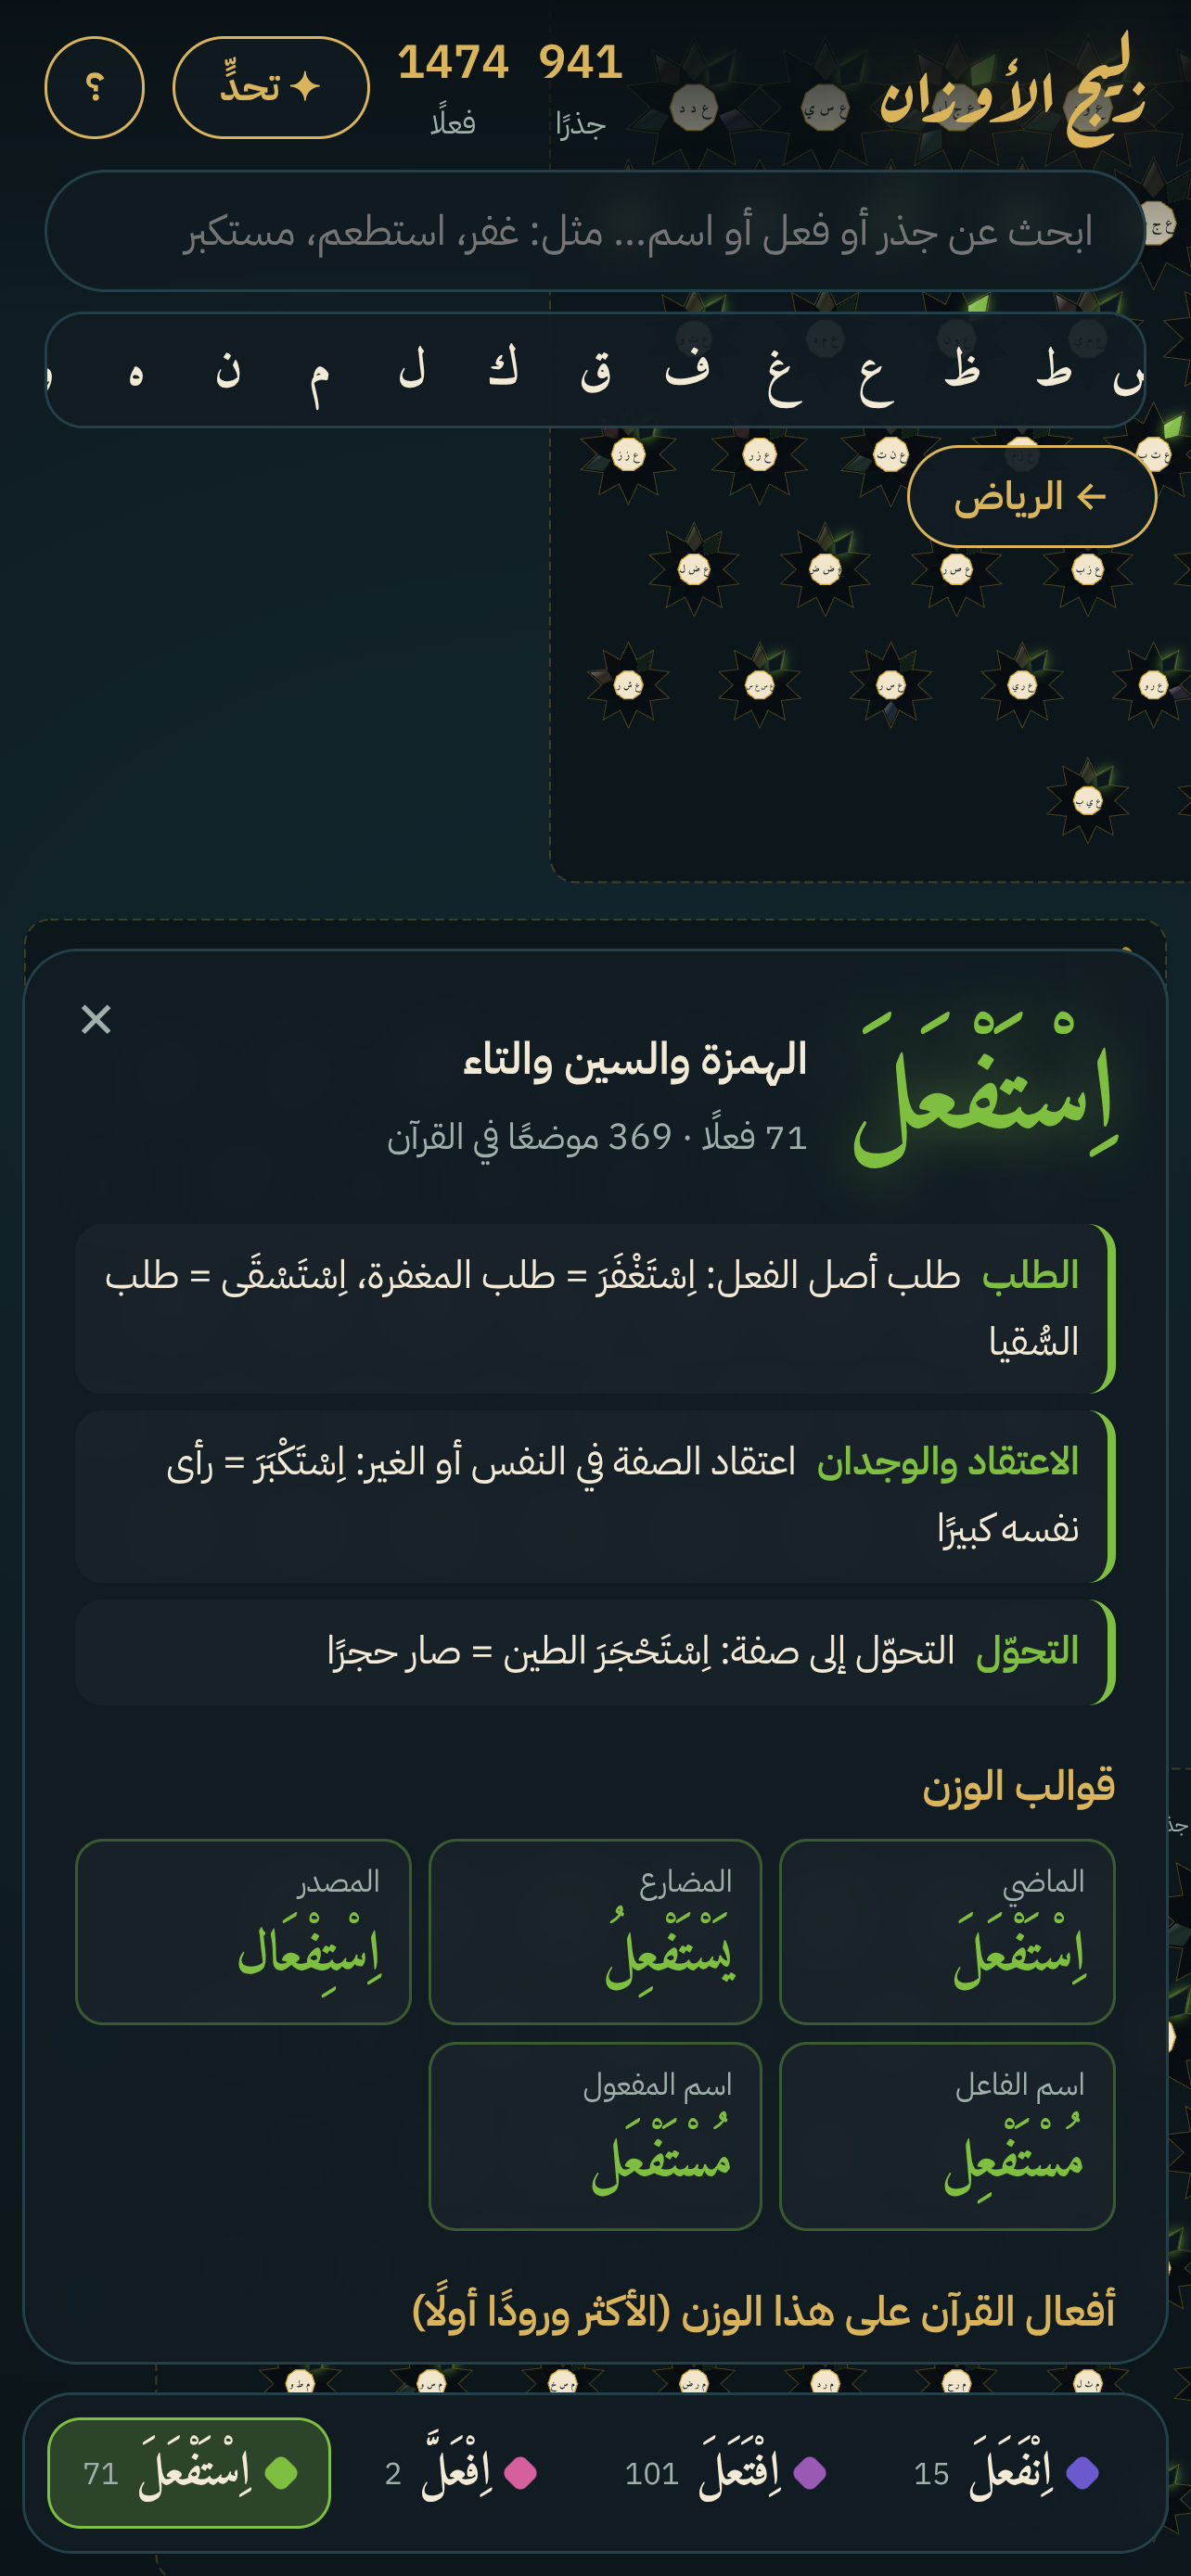 زليج الأوزان
941 جذرًا
1474 فعلًا
✦ تحدٍّ
؟
ابحث عن جذر أو فعل أو اسم... مثل: غفر، استطعم، مستكبر
ط ظ ع غ ف ق ك ل م ن ه و
← الرياض
ع د د
ع س ي
ع ز ز
ع ز ر
ع ن ت
ع ض ل
ع ض ض
ع ص ر
ع ز ب
ع ش ر
ع س ر
ع ر ي
ع ر و
ع ي ب
اِسْتَفْعَلَ
×
الهمزة والسين والتاء
71 فعلًا · 369 موضعًا في القرآن
الطلب طلب أصل الفعل: اِسْتَغْفَرَ = طلب المغفرة، اِسْتَسْقَى = طلب
السُّقيا
الاعتقاد والوجدان اعتقاد الصفة في النفس أو الغير: اِسْتَكْبَرَ = رأى
نفسه كبيرًا
التحوّل التحوّل إلى صفة: اِسْتَحْجَرَ الطين = صار حجرًا
قوالب الوزن
الماضي
اِسْتَفْعَلَ
المضارع
يَسْتَفْعِلُ
المصدر
اِسْتِفْعَال
اسم الفاعل
مُسْتَفْعِل
اسم المفعول
مُسْتَفْعَل
أفعال القرآن على هذا الوزن (الأكثر ورودًا أولًا)
م ث ل
م ر ح
م ر د
م ر ض
م س خ
م س و
م ط و
اِنْفَعَلَ 15
اِفْتَعَلَ 101
اِفْعَلَّ 2
اِسْتَفْعَلَ 71